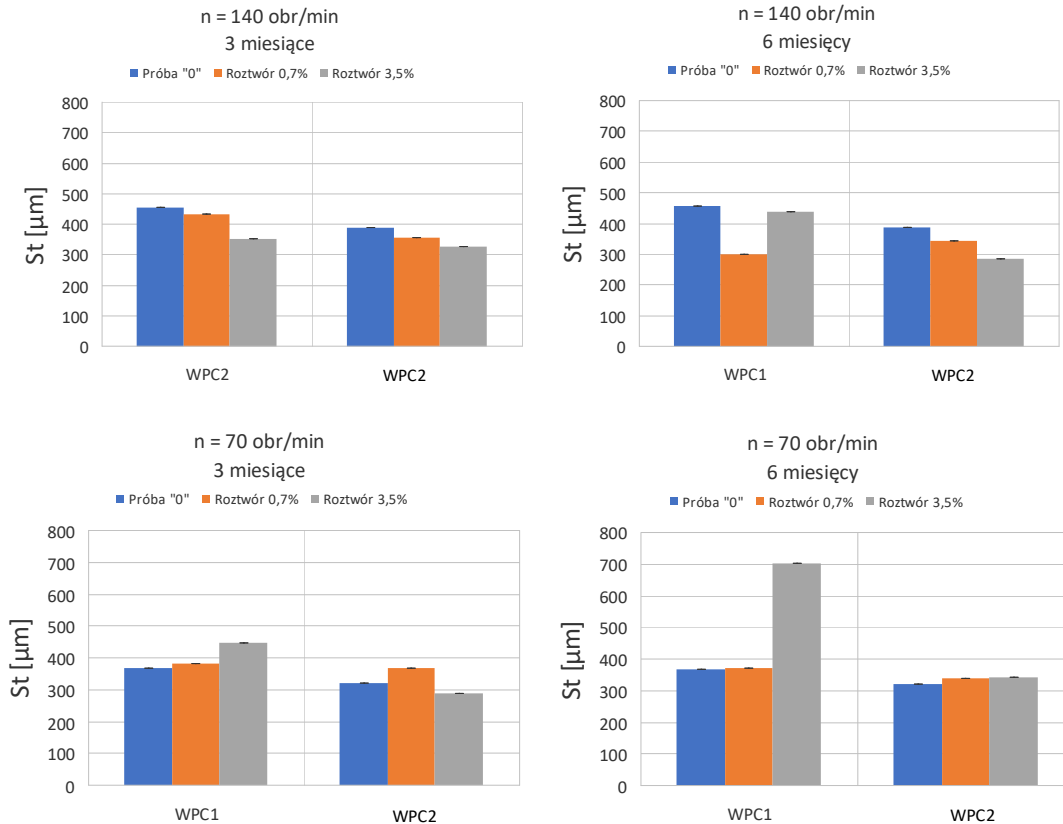 n = 140 obr/min
3 miesiące
Próba "0" Roztwór 0,7% Roztwór 3,5%
800
700
600
500
400
300
200
100
0
St [µm]
WPC2 WPC2
n = 140 obr/min
6 miesięcy
Próba "0" Roztwór 0,7% Roztwór 3,5%
800
700
600
500
400
300
200
100
0
St [µm]
WPC1 WPC2
n = 70 obr/min
3 miesiące
Próba "0" Roztwór 0,7% Roztwór 3,5%
800
700
600
500
400
300
200
100
0
St [µm]
WPC1 WPC2
n = 70 obr/min
6 miesięcy
Próba "0" Roztwór 0,7% Roztwór 3,5%
800
700
600
500
400
300
200
100
0
St [µm]
WPC1 WPC2